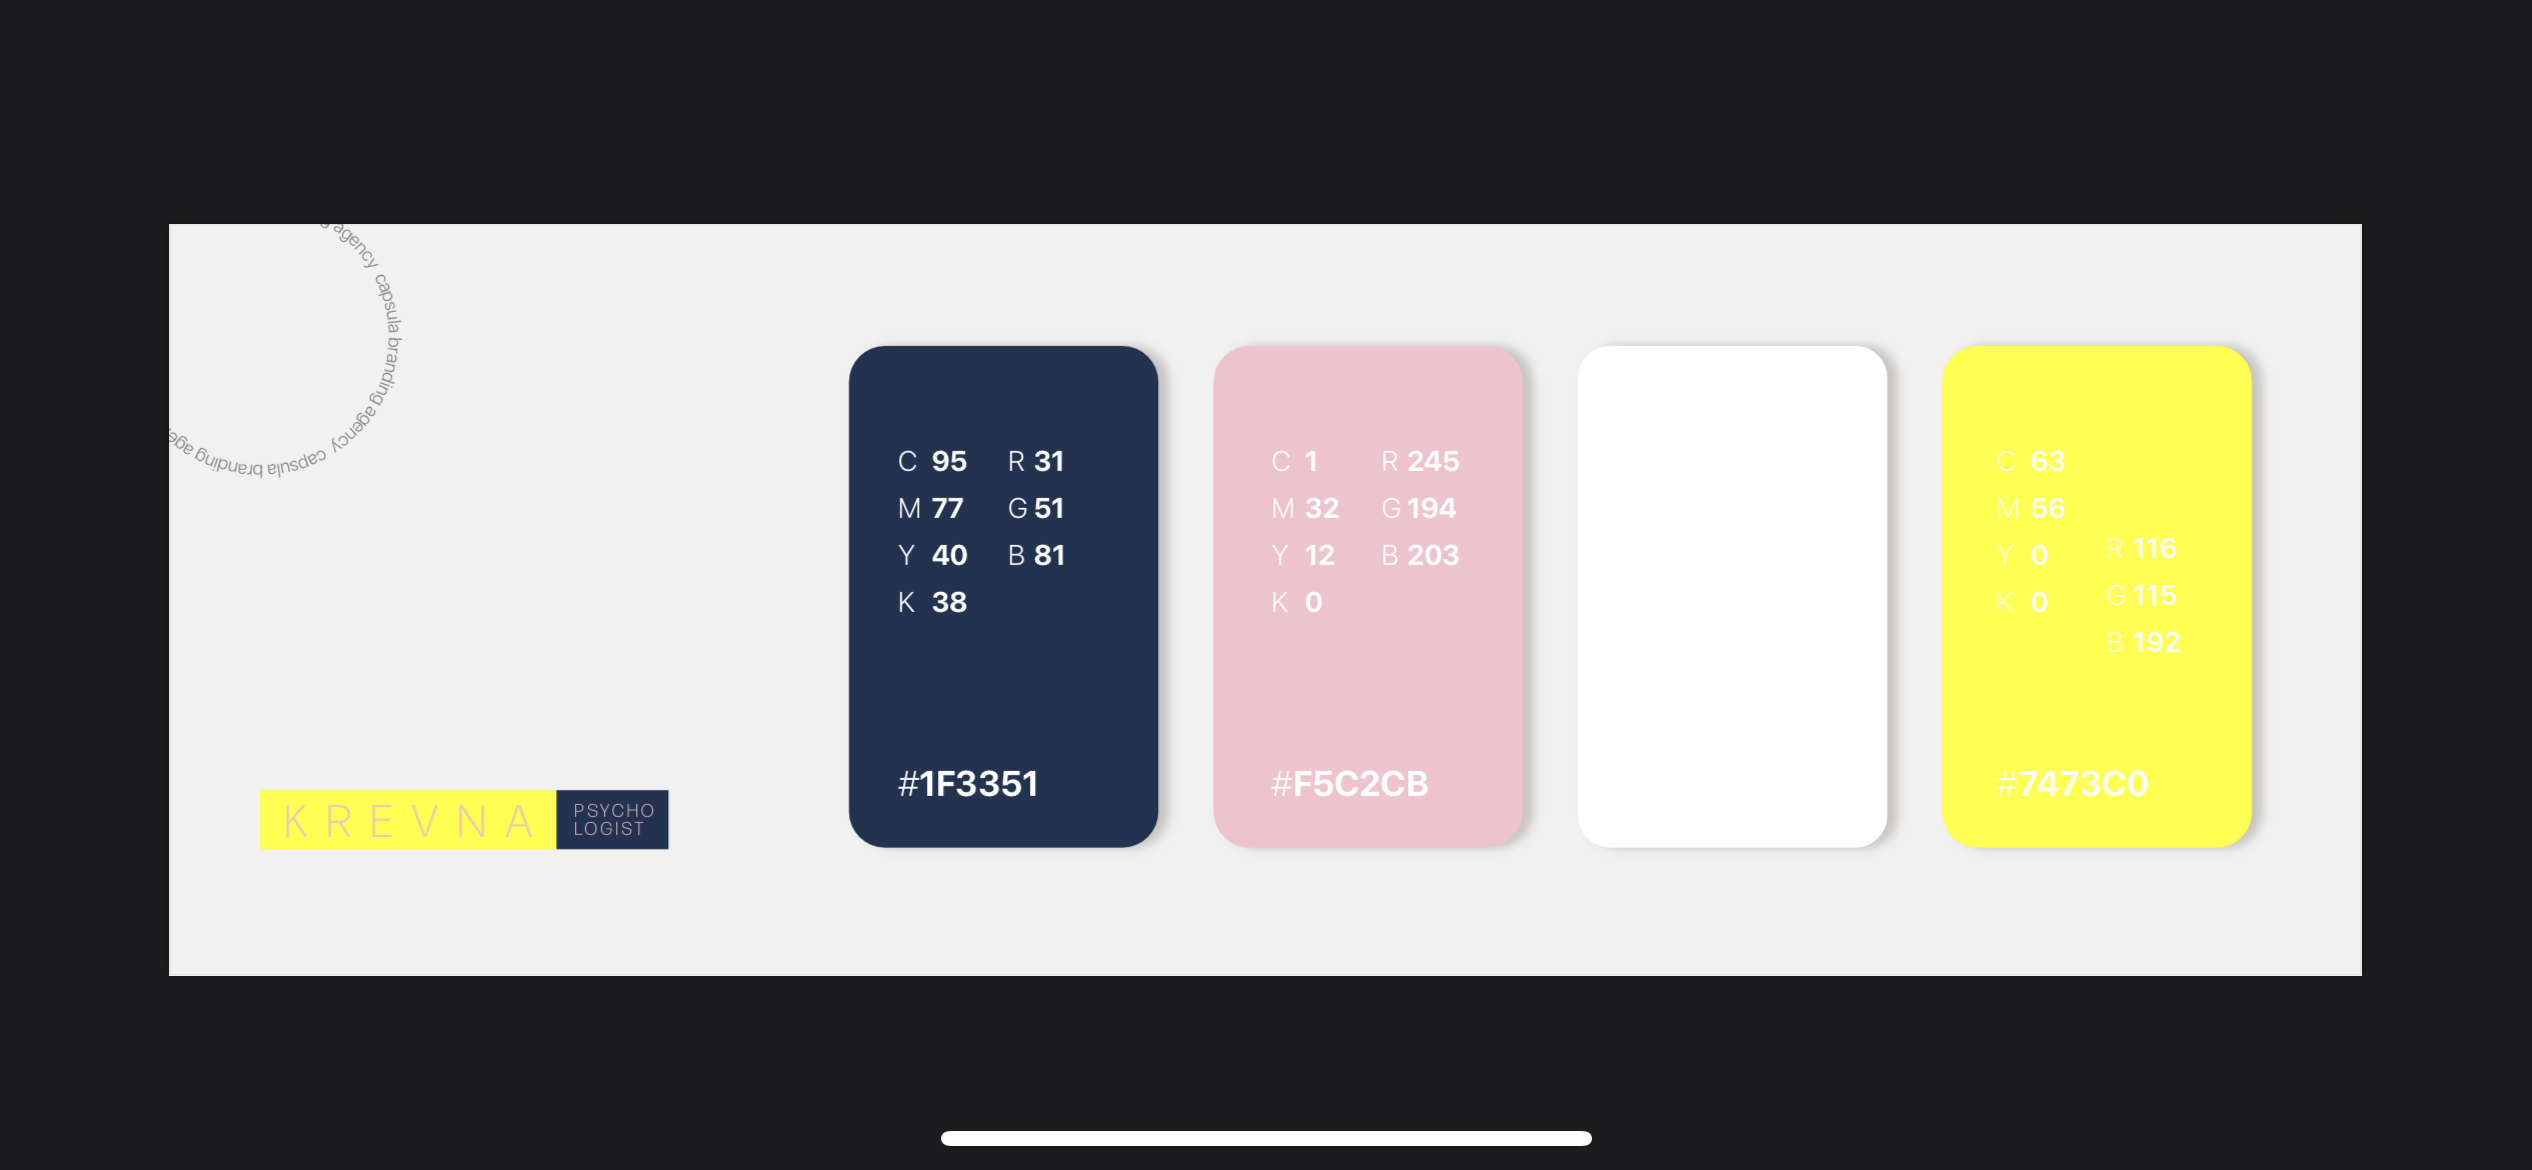 agency capsula branding agency capsula branding age
KREVNA
PSYCHO
LOGIST
C 95 R 31
M 77 G 51
Y 40 B 81
K 38
#1F3351
C 1 R 245
M 32 G 194
Y 12 B 203
K 0
#F5C2CB
C 63
M 56
Y 0
K 0
R 116
G 115
B 192
#7473C0